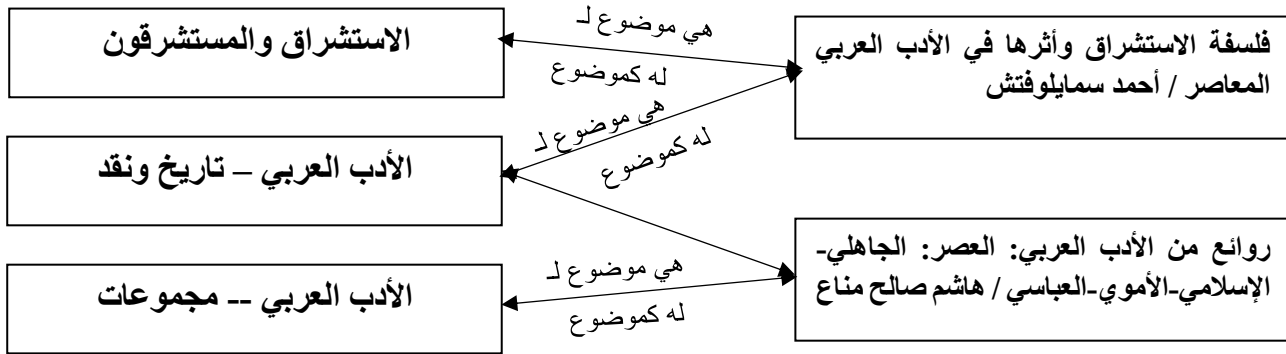 فلسفة الاستشراق وأثرها في الأدب العربي
المعاصر / أحمد سمايلوفتش
هي موضوع لـ
له كموضوع
الاستشراق والمستشرقون
هي موضوع لـ
له كموضوع
الأدب العربي – تاريخ ونقد
روائع من الأدب العربي: العصر: الجاهلي-
الإسلامي-الأموي-العباسي / هاشم صالح مناع
هي موضوع لـ
له كموضوع
الأدب العربي -- مجموعات